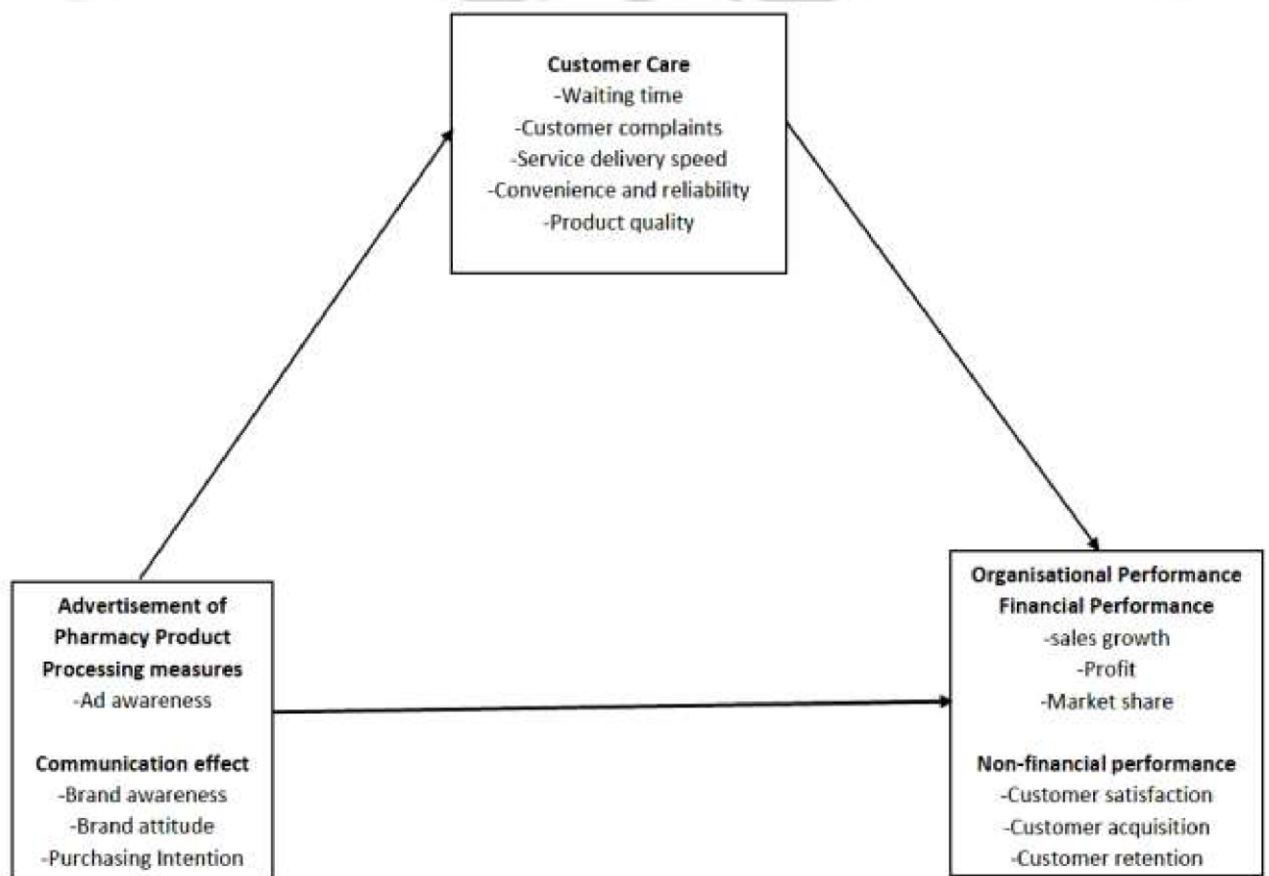 Customer Care
-Waiting time
-Customer complaints
-Service delivery speed
-Convenience and reliability
-Product quality
Advertisement of
Pharmacy Product
Processing measures
-Ad awareness
Communication effect
-Brand awareness
-Brand attitude
-Purchasing Intention
Organisational Performance
Financial Performance
-sales growth
-Profit
-Market share
Non-financial performance
-Customer satisfaction
-Customer acquisition
-Customer retention